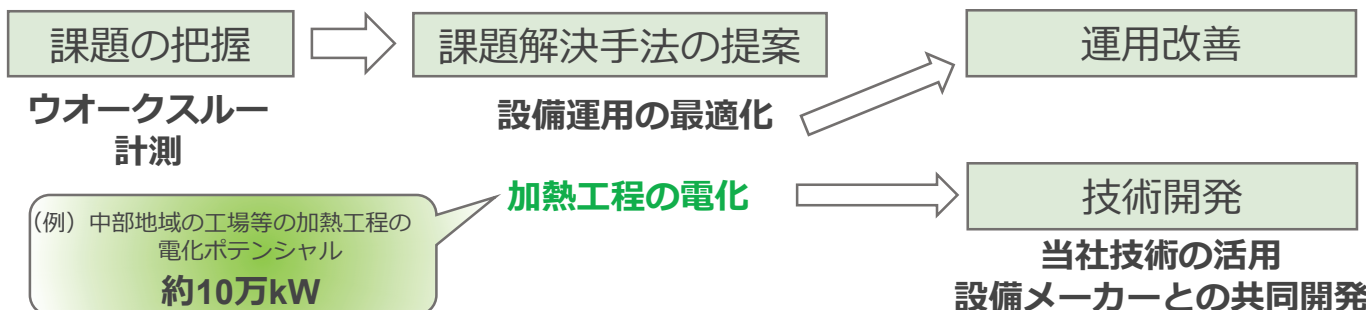 課題の把握
課題解決手法の提案
運用改善
ウオークスルー
計測
設備運用の最適化
加熱工程の電化
技術開発
(例)中部地域の工場等の加熱工程の
電化ポテンシャル
約10万kW
当社技術の活用
設備メーカーとの共同開発